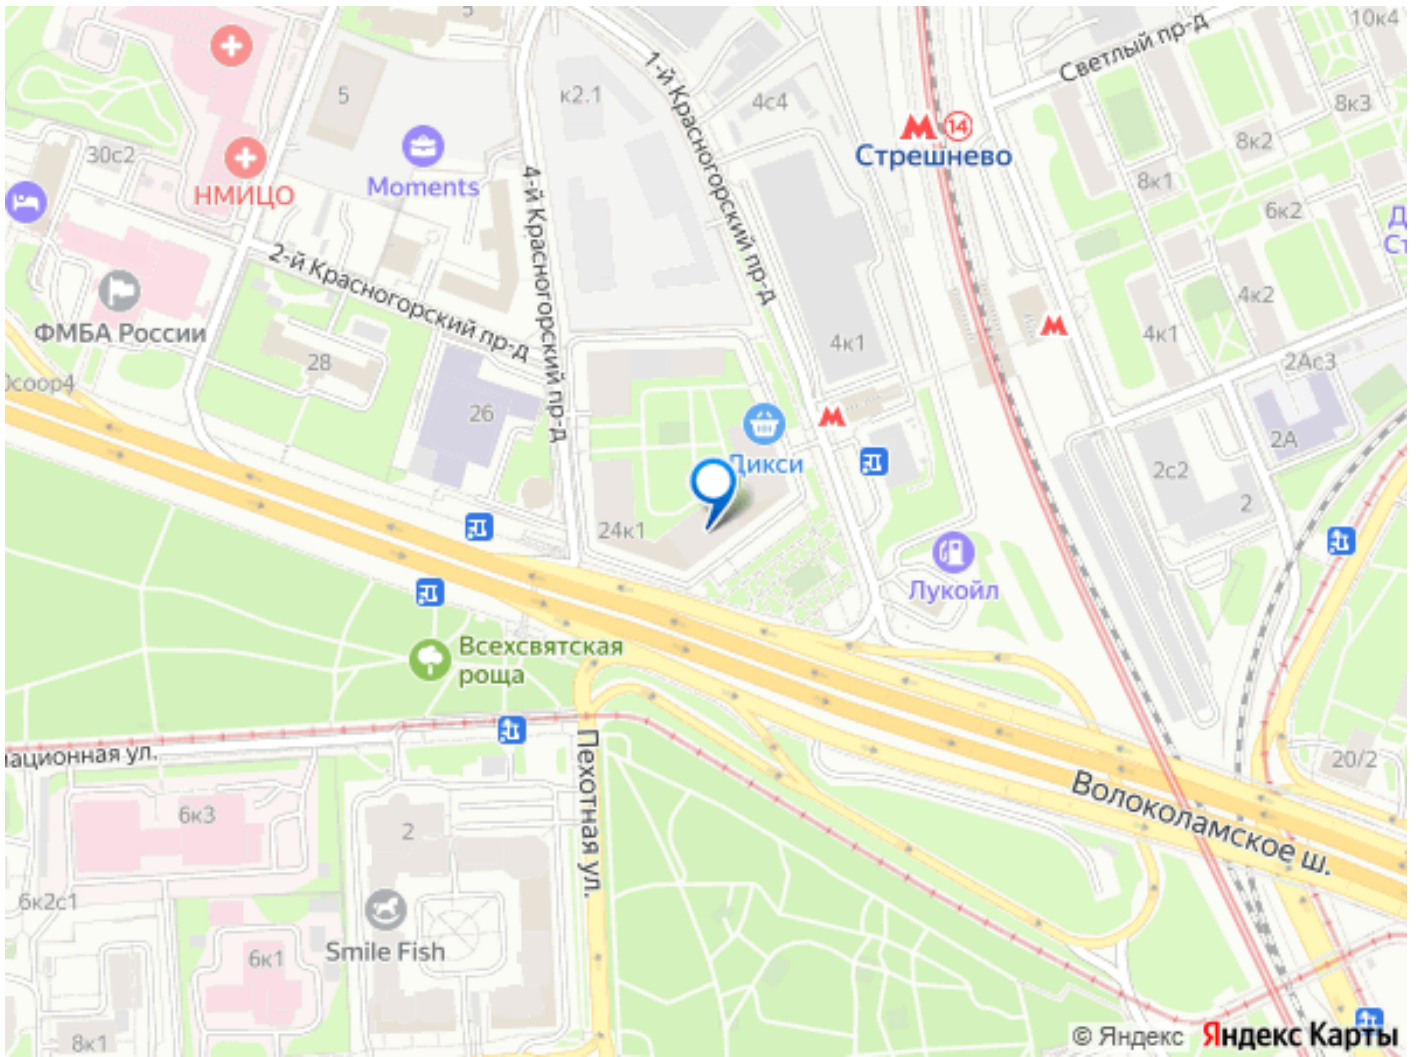 5
10к4
Светлый пр-д
5
к2.1
1-й Красногорский пр-д
4с4
8к3
14
Стрешнево
8к2
30с2
НМИЦО
Moments
4-й Красногорский пр-д
8к1
6к2
2-й Красногорский пр-д
ФМБА России
4к2
4к1
4к1
28
2Ас3
26
Дикси
2А
2с2
2
24к1
Лукойл
Всехсвятская
роща
Пехотная ул.
20/2
Волоколамское ш.
6к3
2
6к2с1
Smile Fish
6к1
8к1
© Яндекс Яндекс Карты